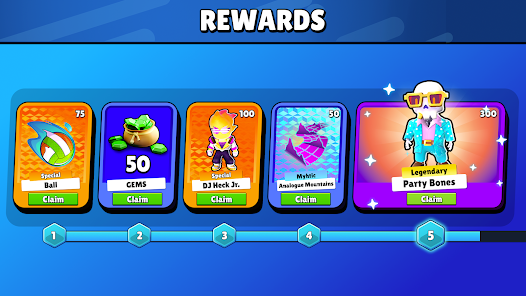 REWARDS
75
Special
Ball
Claim
50
GEMS
Claim
100
Special
DJ Heck Jr.
Claim
50
Mythic
Analogue Mountains
Claim
300
Legendary
Party Bones
Claim
1
2
3
4
5